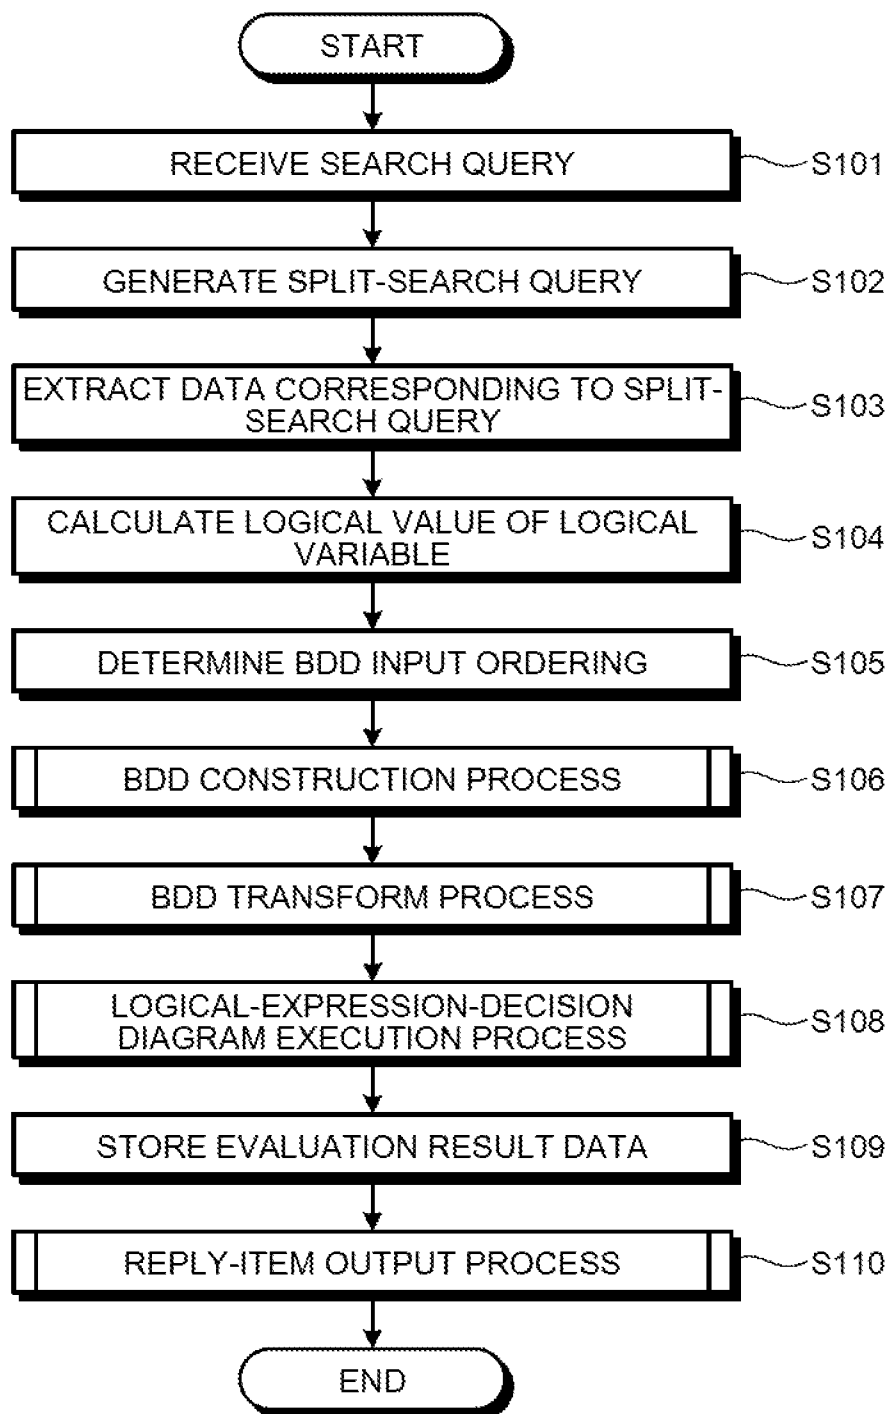 START
RECEIVE SEARCH QUERY
S101
GENERATE SPLIT-SEARCH QUERY
S102
EXTRACT DATA CORRESPONDING TO SPLIT-
SEARCH QUERY
S103
CALCULATE LOGICAL VALUE OF LOGICAL
VARIABLE
S104
DETERMINE BDD INPUT ORDERING
S105
BDD CONSTRUCTION PROCESS
S106
BDD TRANSFORM PROCESS
S107
LOGICAL-EXPRESSION-DECISION
DIAGRAM EXECUTION PROCESS
S108
STORE EVALUATION RESULT DATA
S109
REPLY-ITEM OUTPUT PROCESS
S110
END